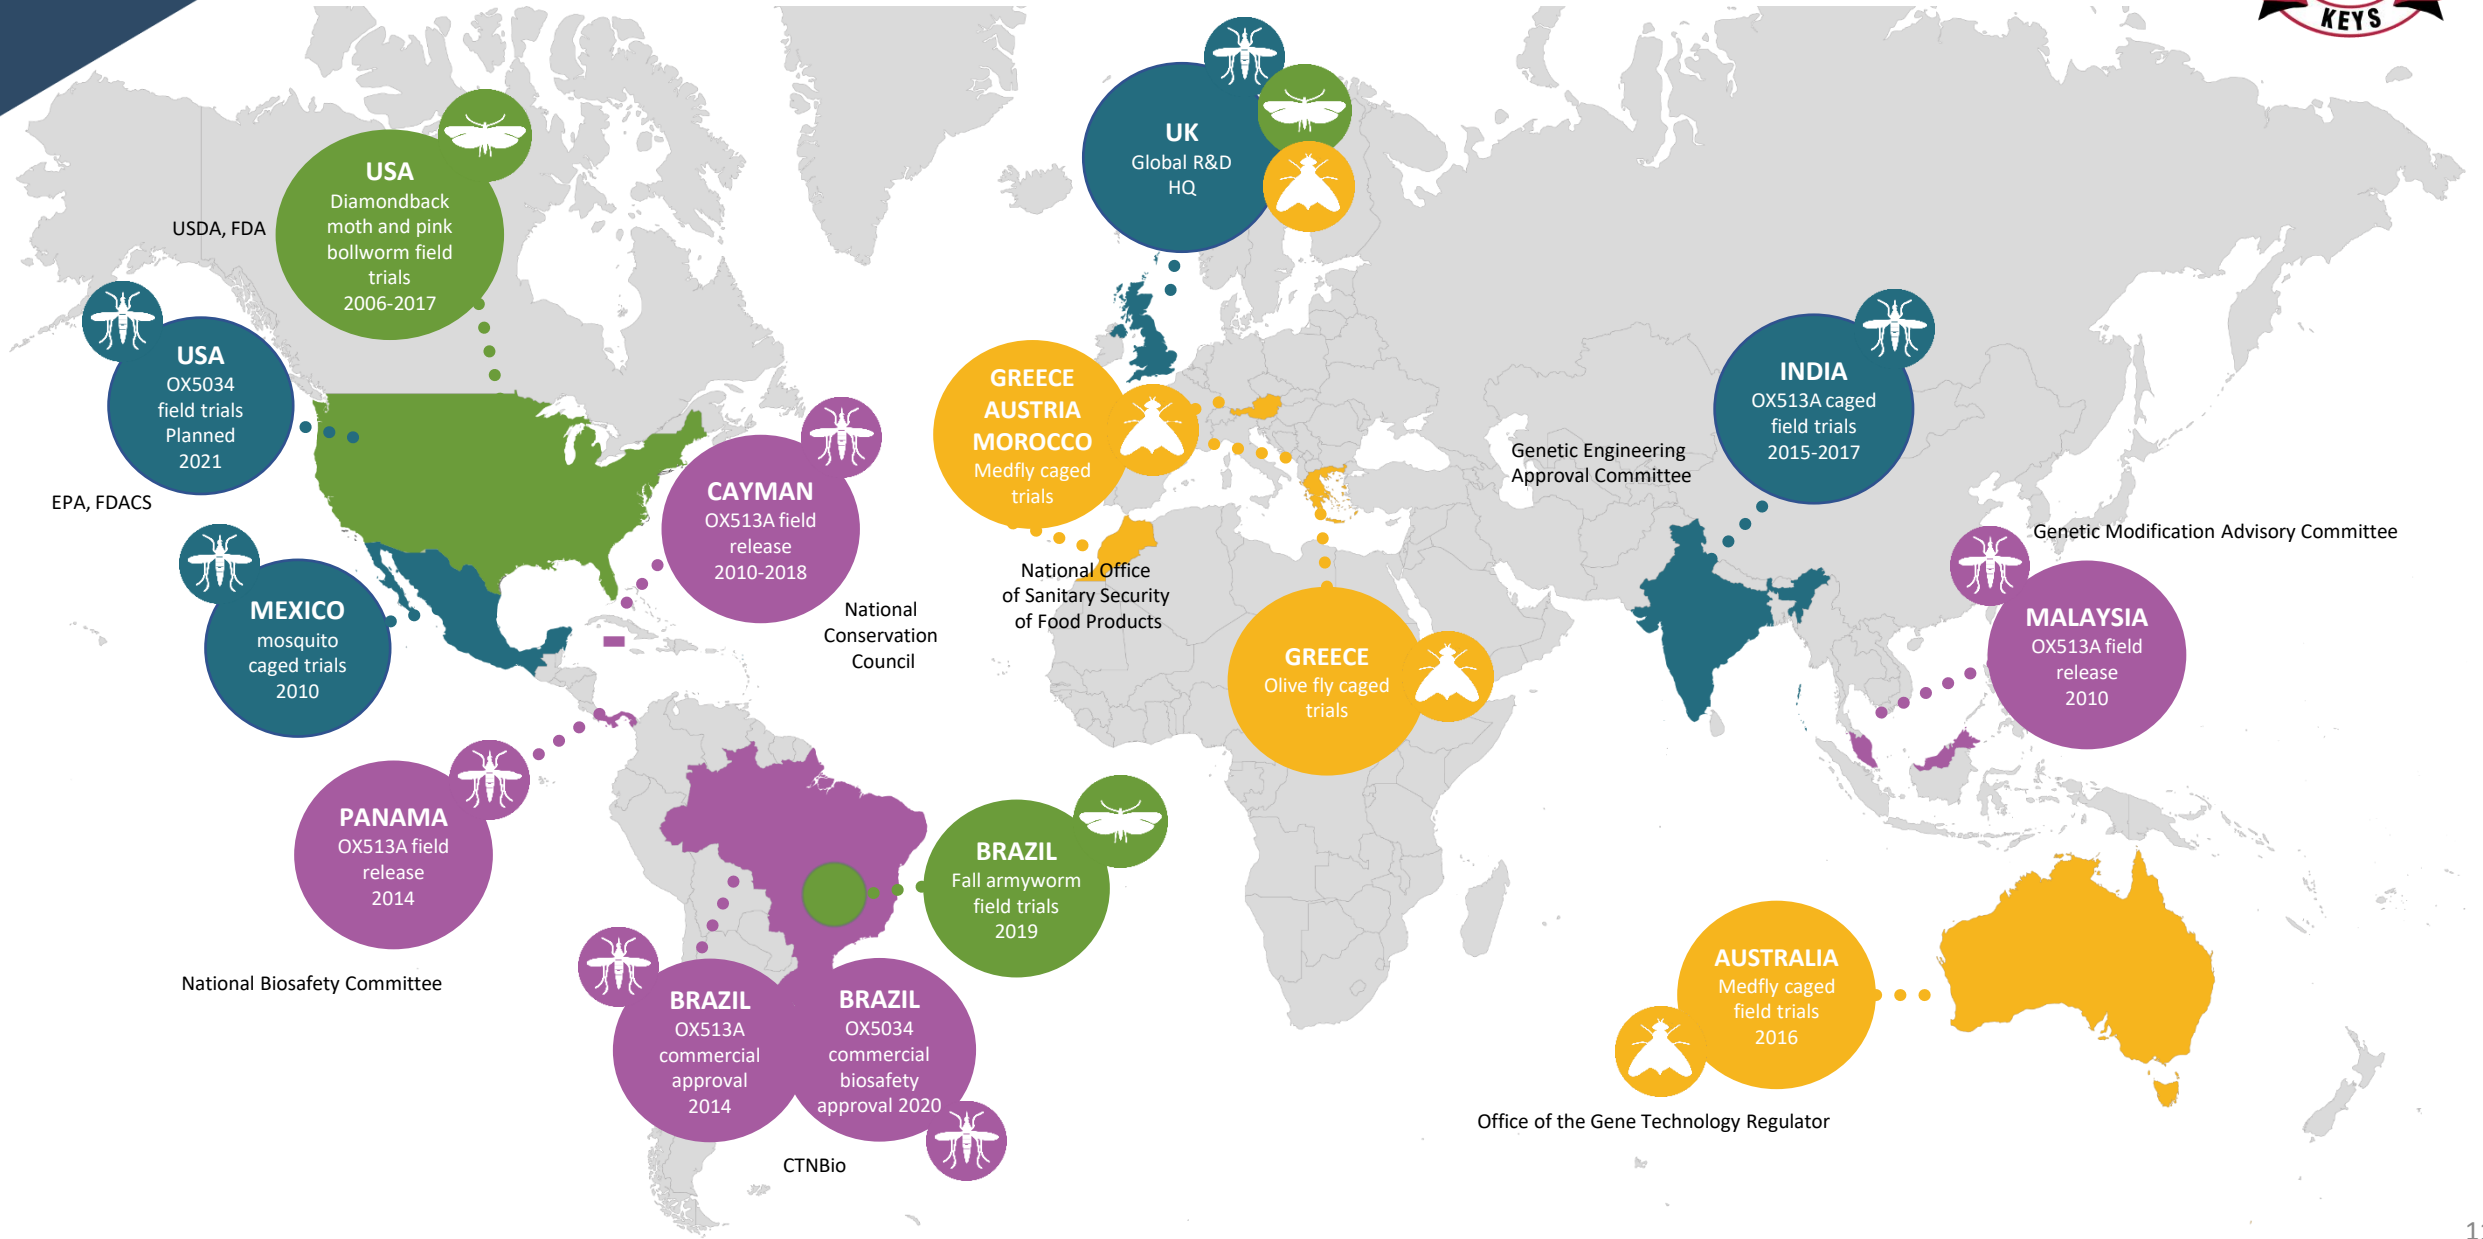 KEYS
UK
Global R&D
HQ
USA
Diamondback
moth and pink
bollworm field
trials
2006-2017
USDA, FDA
USA
OX5034
field trials
Planned
2021
EPA, FDACS
GREECE
AUSTRIA
MOROCCO
Medfly caged
trials
National Office
of Sanitary Security
of Food Products
INDIA
OX513A caged
field trials
2015-2017
Genetic Engineering
Approval Committee
CAYMAN
OX513A field
release
2010-2018
National
Conservation
Council
MEXICO
mosquito
caged trials
2010
Genetic Modification Advisory Committee
MALAYSIA
OX513A field
release
2010
GREECE
Olive fly caged
trials
PANAMA
OX513A field
release
2014
National Biosafety Committee
BRAZIL
Fall armyworm
field trials
2019
BRAZIL
OX513A
commercial
approval
2014
BRAZIL
OX5034
commercial
biosafety
approval 2020
CTNBio
AUSTRALIA
Medfly caged
field trials
2016
Office of the Gene Technology Regulator